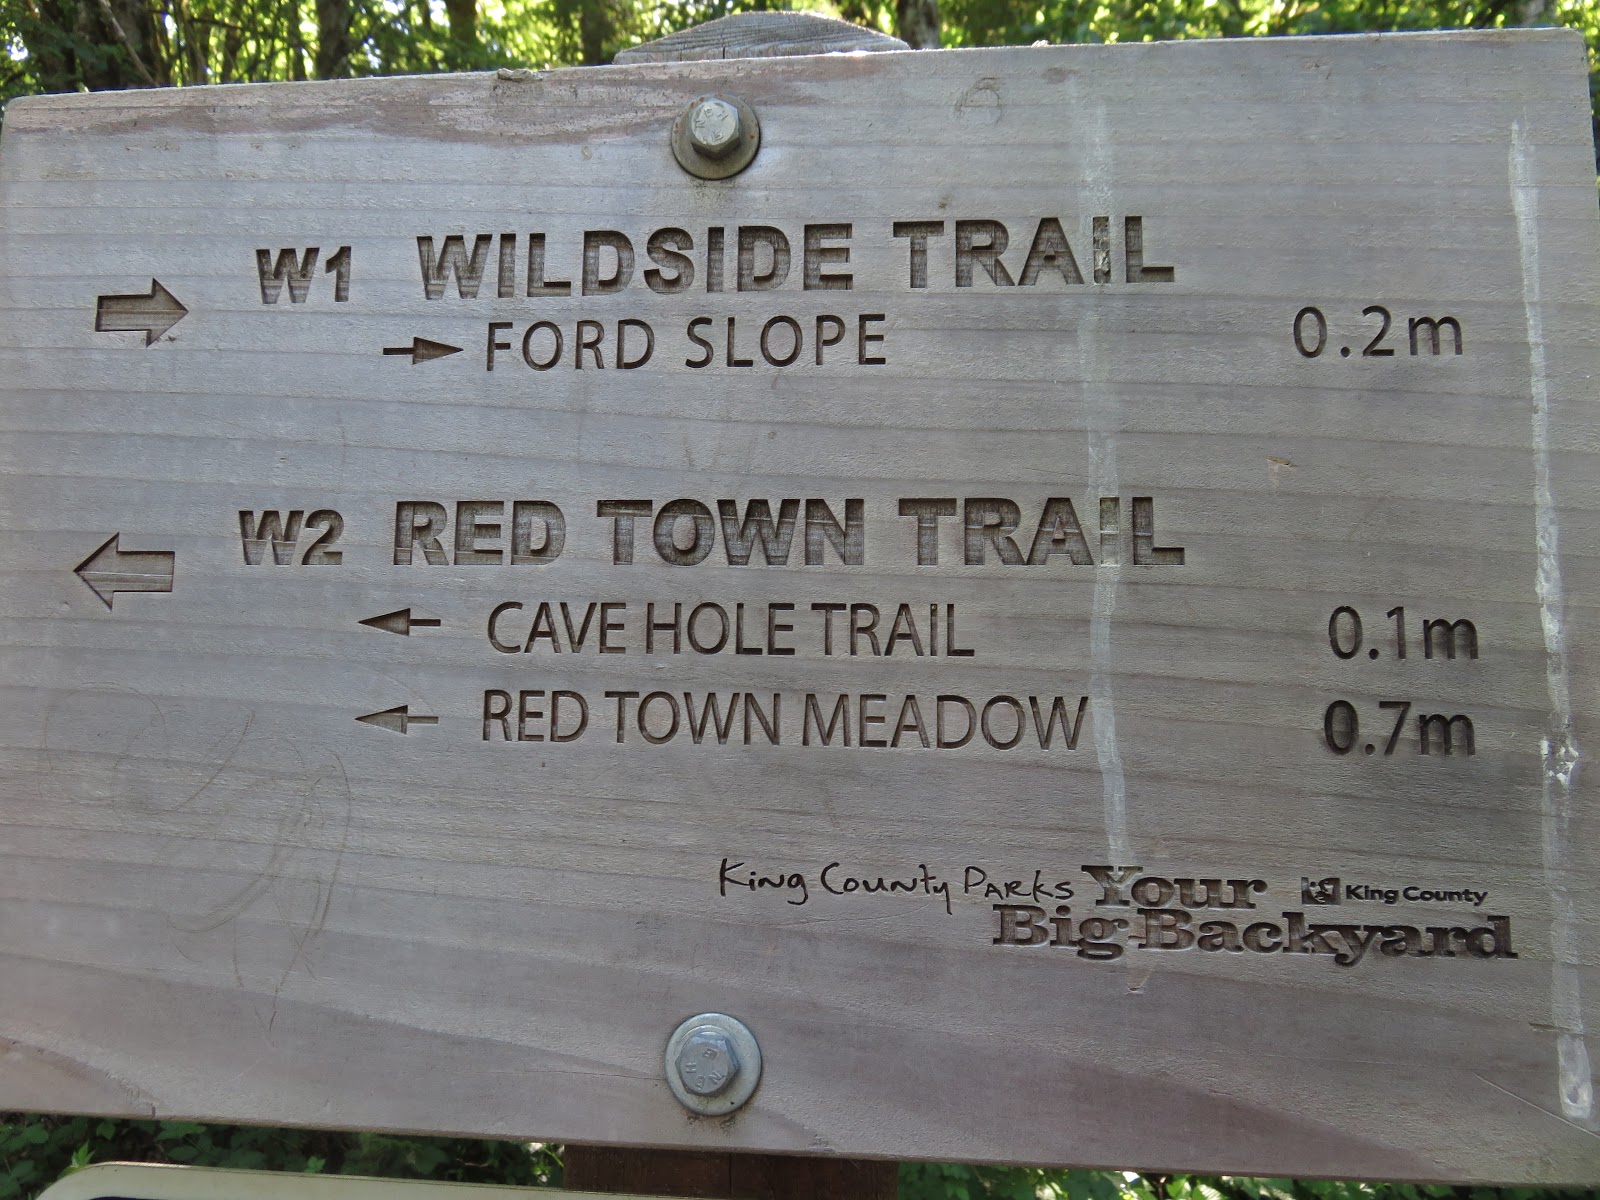 W1 WILDSIDE TRAIL
FORD SLOPE 0.2m
W2 RED TOWN TRAIL
CAVE HOLE TRAIL 0.1m
RED TOWN MEADOW 0.7m
King County Parks Your King County
Big Backyard